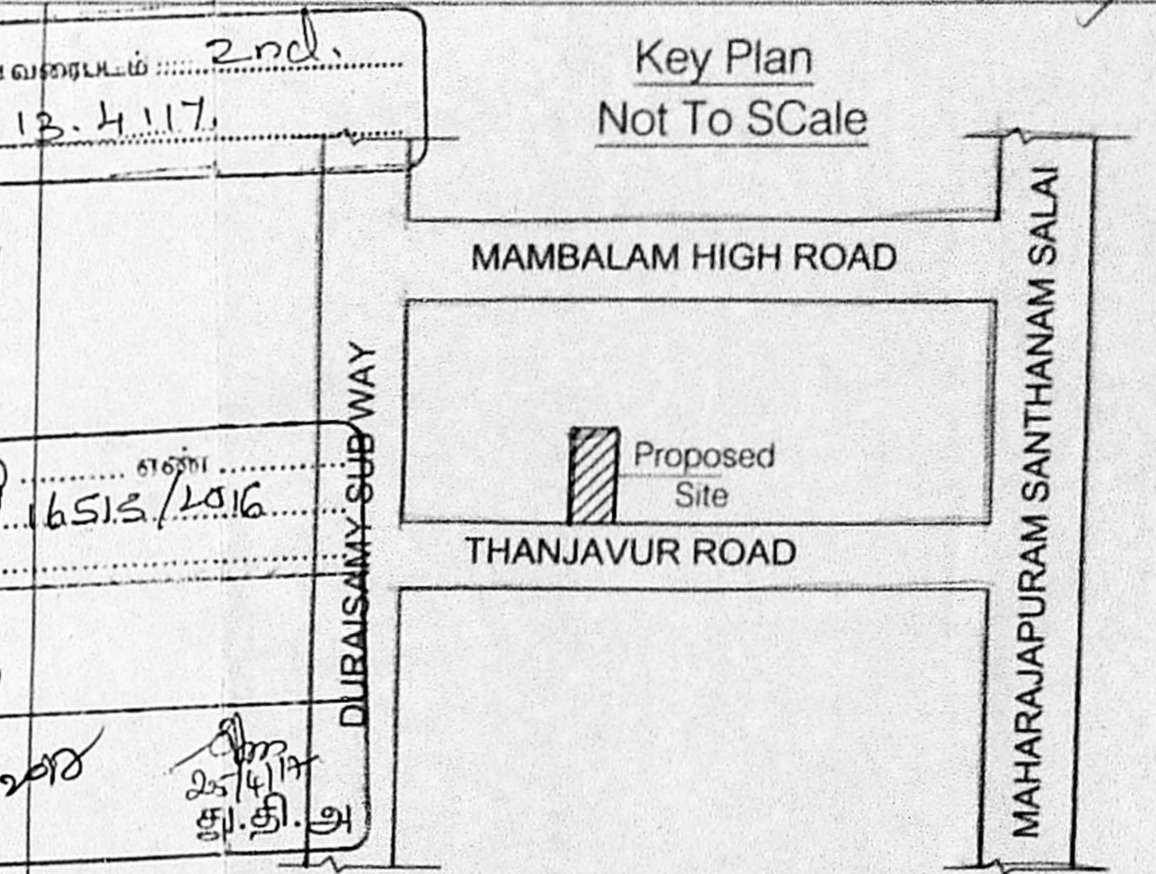 வரைபடம் :::::: 2nd.
13.4.17.
Key Plan
Not To SCale
MAMBALAM HIGH ROAD
MAHARAJAPURAM SANTHANAM SALAI
DURAISAMY SUB WAY
Proposed
Site
THANJAVUR ROAD
எண்
16513/2016
25/4/17
து.தி.அ